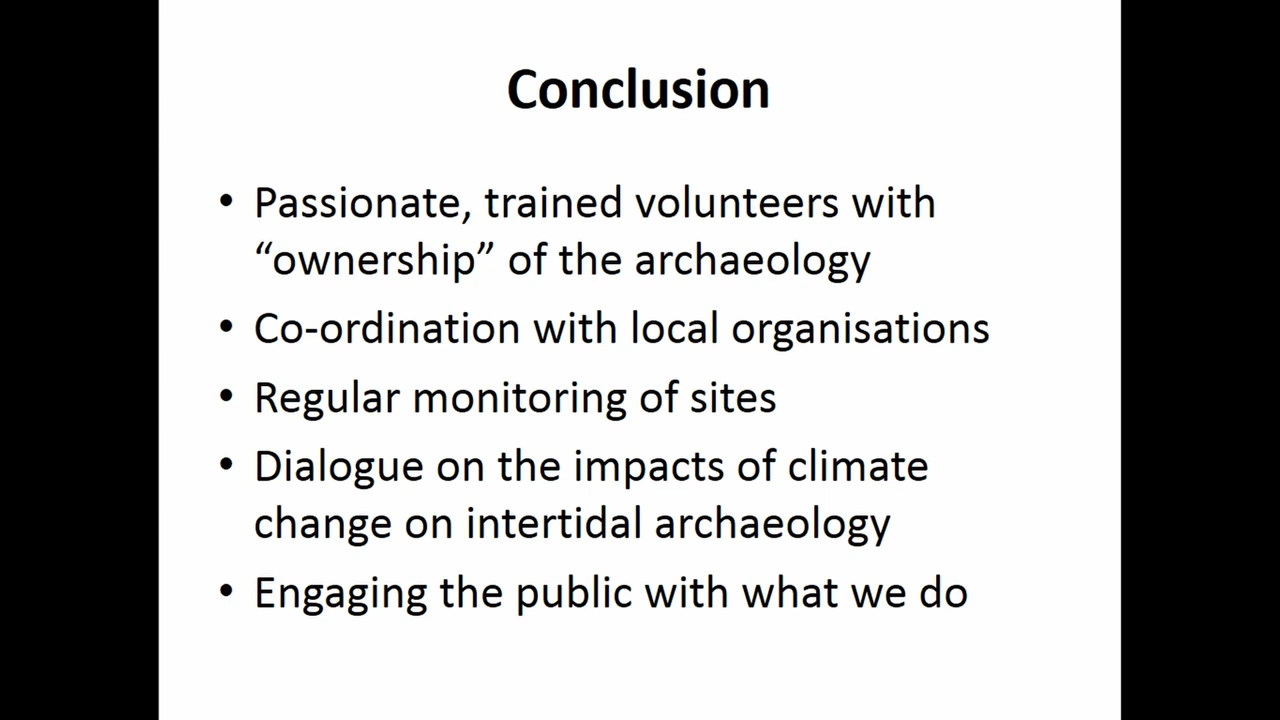 Conclusion
• Passionate, trained volunteers with
“ownership” of the archaeology
• Co-ordination with local organisations
• Regular monitoring of sites
• Dialogue on the impacts of climate
change on intertidal archaeology
• Engaging the public with what we do